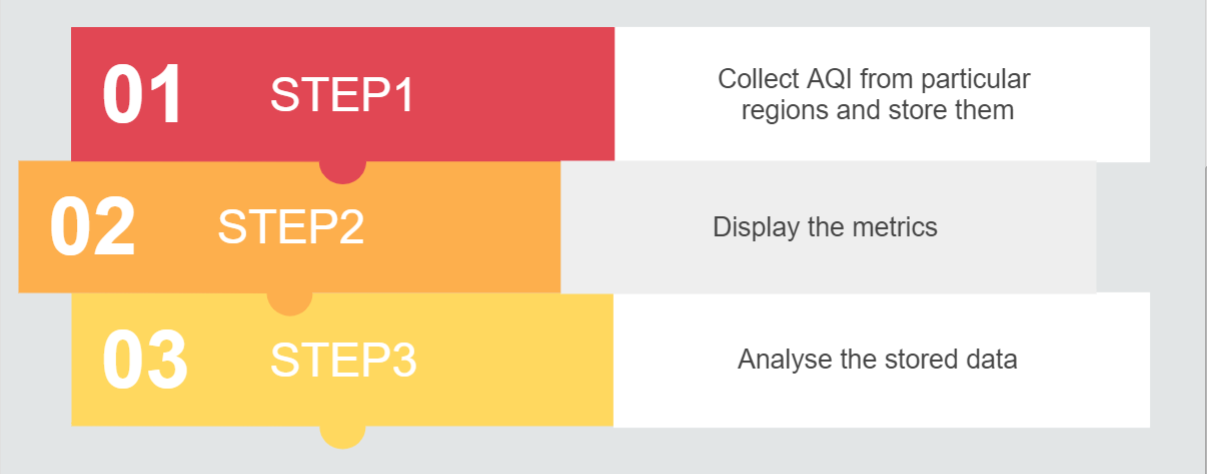 01 STEP1
Collect AQI from particular
regions and store them
02 STEP2
Display the metrics
03 STEP3
Analyse the stored data